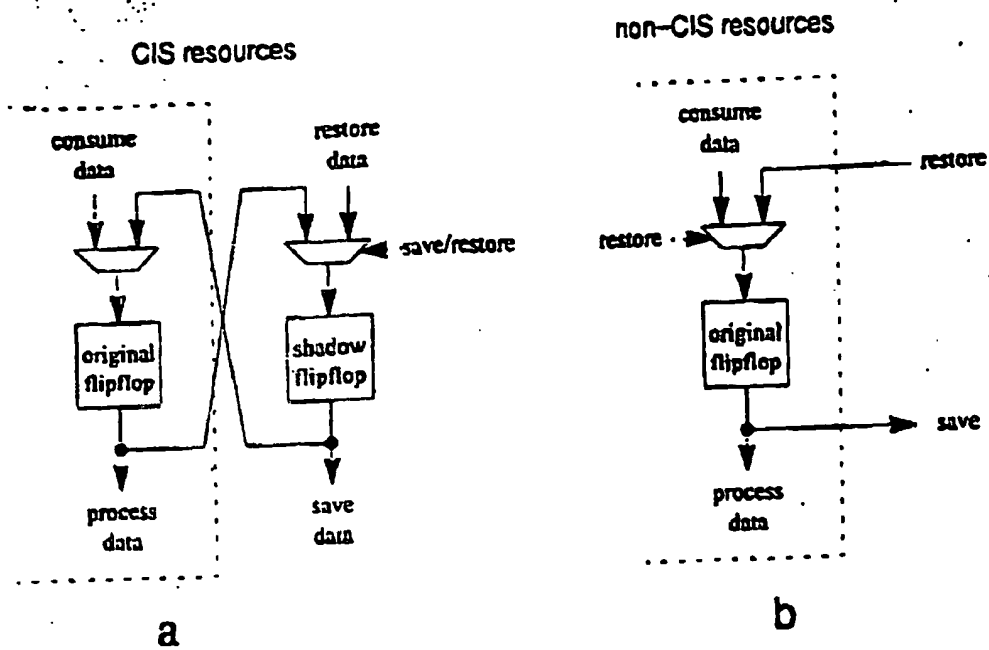 CIS resources
consume
data
restore
data
save/restore
original
flipflop
shadow
flipflop
process
data
save
data
a
non-CIS resources
consume
data
restore
restore
original
flipflop
save
process
data
b